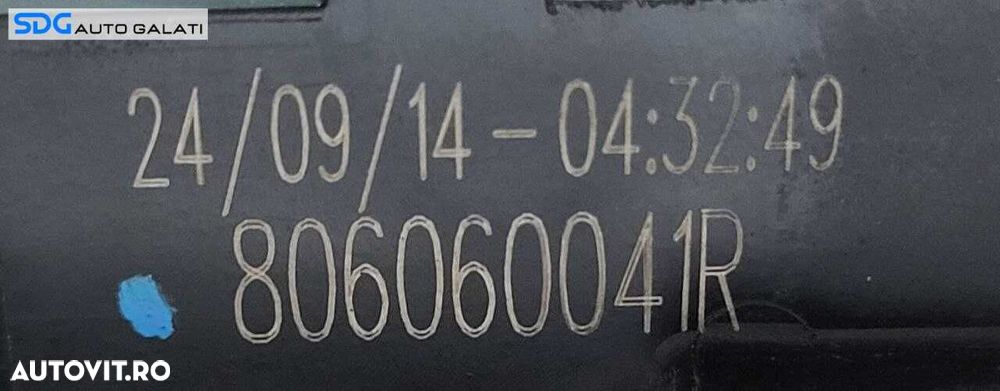 SDG AUTO GALATI
24/09/14-04:32:49
806060041R
AUTOVIT.RO